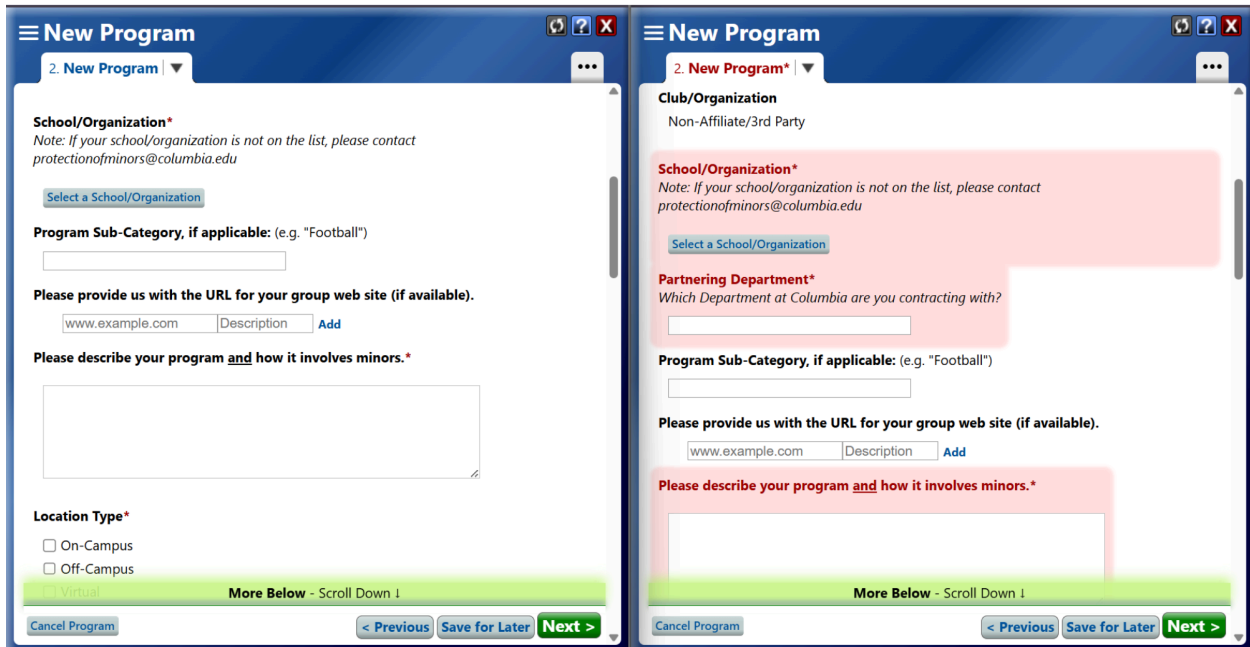 New Program
2. New Program
School/Organization*
Note: If your school/organization is not on the list, please contact
protectionofminors@columbia.edu
Select a School/Organization
Program Sub-Category, if applicable: (e.g. "Football")
Please provide us with the URL for your group web site (if available).
www.example.com Description Add
Please describe your program and how it involves minors.*
Location Type*
On-Campus
Off-Campus
Virtual
More Below - Scroll Down ↓
Cancel Program < Previous Save for Later Next >
New Program
2. New Program*
Club/Organization
Non-Affiliate/3rd Party
School/Organization*
Note: If your school/organization is not on the list, please contact
protectionofminors@columbia.edu
Select a School/Organization
Partnering Department*
Which Department at Columbia are you contracting with?
Program Sub-Category, if applicable: (e.g. "Football")
Please provide us with the URL for your group web site (if available).
www.example.com Description Add
Please describe your program and how it involves minors.*
More Below - Scroll Down ↓
Cancel Program < Previous Save for Later Next >